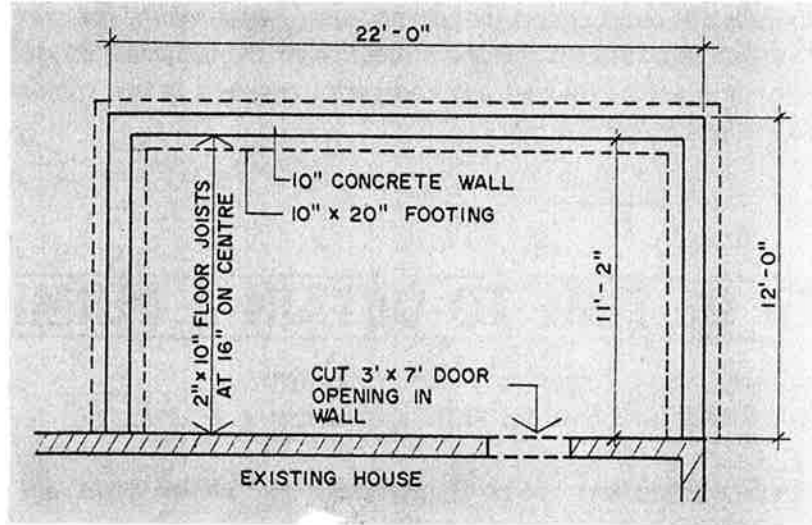 22'-0"
10" CONCRETE WALL
10" X 20" FOOTING
2" x 10" FLOOR JOISTS
AT 16" ON CENTRE
11'-2"
12'-0"
CUT 3' X 7' DOOR
OPENING IN
WALL
EXISTING HOUSE